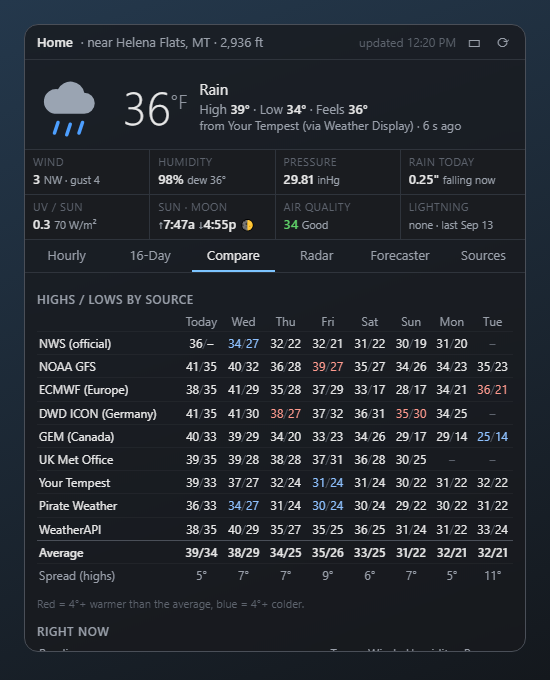 Home · near Helena Flats, MT · 2,936 ft updated 12:20 PM
36°F
Rain
High 39° · Low 34° · Feels 36°
from Your Tempest (via Weather Display) · 6 s ago
WIND HUMIDITY PRESSURE RAIN TODAY
3 NW · gust 4 98% dew 36° 29.81 inHg 0.25" falling now
UV / SUN SUN · MOON AIR QUALITY LIGHTNING
0.3 70 W/m² ↑7:47a ↓4:55p 34 Good none · last Sep 13
Hourly 16-Day Compare Radar Forecaster Sources
HIGHS / LOWS BY SOURCE
Today Wed Thu Fri Sat Sun Mon Tue
NWS (official) 36/– 34/27 32/22 32/21 31/22 30/19 31/20 –
NOAA GFS 41/35 40/32 36/28 39/27 35/27 34/26 34/23 35/23
ECMWF (Europe) 38/35 41/29 35/28 37/29 33/17 28/17 34/21 36/21
DWD ICON (Germany) 41/35 41/30 38/27 37/32 36/31 35/30 34/25 –
GEM (Canada) 40/33 39/29 34/20 33/23 34/26 29/17 29/14 25/14
UK Met Office 39/35 39/28 38/28 37/31 36/28 30/25 – –
Your Tempest 39/33 37/27 32/24 31/24 31/24 30/22 31/22 32/22
Pirate Weather 36/33 34/27 31/24 30/24 30/24 29/22 30/22 31/22
WeatherAPI 38/35 40/29 35/27 35/25 36/25 31/24 31/22 33/24
Average 39/34 38/29 34/25 35/26 33/25 31/22 32/21 32/21
Spread (highs) 5° 7° 7° 9° 6° 7° 5° 11°
Red = 4°+ warmer than the average, blue = 4°+ colder.
RIGHT NOW